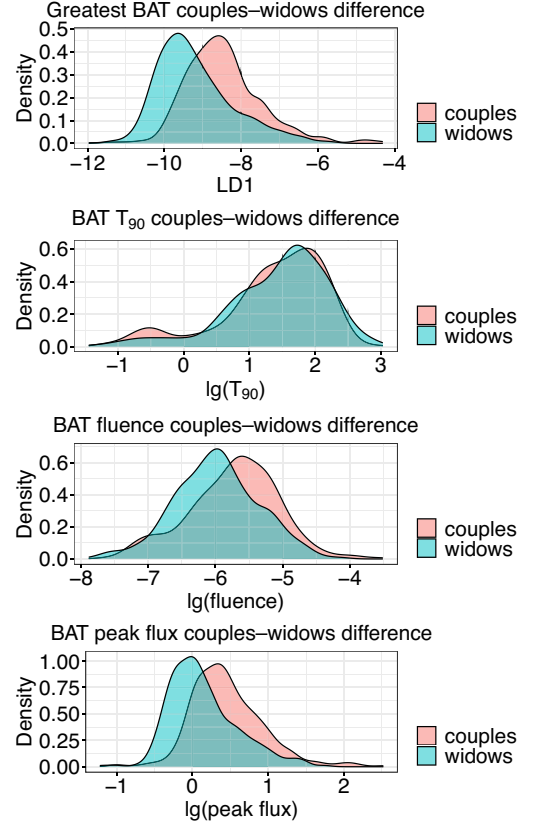 Greatest BAT couples–widows difference
0.5
0.4
0.3
0.2
0.1
0.0
Density
−12 −10 −8 −6 −4
LD1
couples
widows
BAT T90 couples–widows difference
0.6
0.4
0.2
0.0
Density
−1 0 1 2 3
lg(T90)
couples
widows
BAT fluence couples–widows difference
0.6
0.4
0.2
0.0
Density
−8 −7 −6 −5 −4
lg(fluence)
couples
widows
BAT peak flux couples–widows difference
1.00
0.75
0.50
0.25
0.00
Density
−1 0 1 2
lg(peak flux)
couples
widows